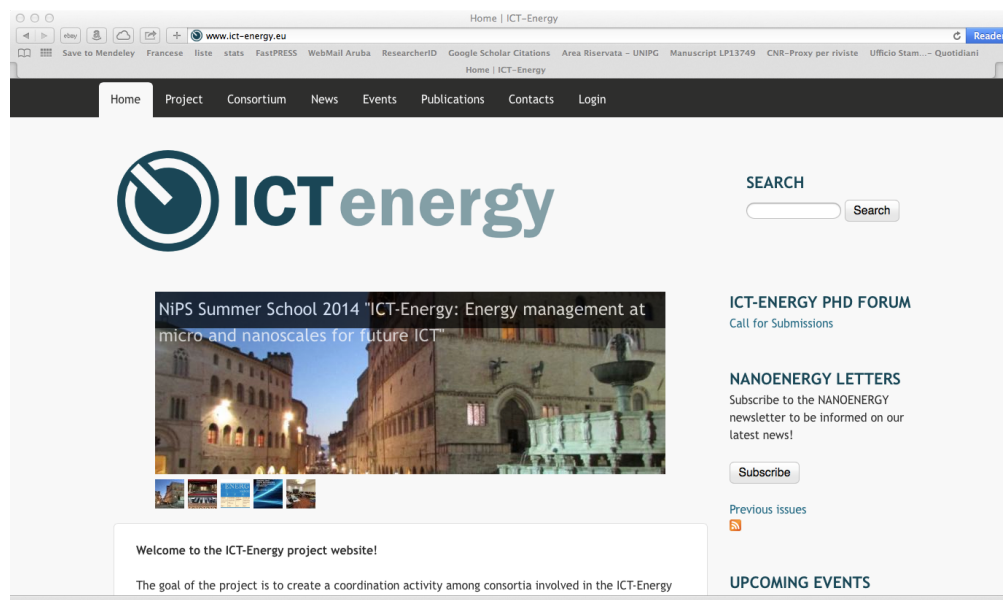 Home | ICT-Energy
ebay
www.ict-energy.eu
Reader
Save to Mendeley Francese liste stats FastPRESS WebMail Aruba ResearcherID Google Scholar Citations Area Riservata - UNIPG Manuscript LP13749 CNR-Proxy per riviste Ufficio Stam...- Quotidiani
Home | ICT-Energy
Home Project Consortium News Events Publications Contacts Login
ICTenergy
SEARCH
Search
NiPS Summer School 2014 "ICT-Energy: Energy management at
micro and nanoscales for future ICT"
ICT-ENERGY PHD FORUM
Call for Submissions
NANOENERGY LETTERS
Subscribe to the NANOENERGY
newsletter to be informed on our
latest news!
Subscribe
Previous issues
Welcome to the ICT-Energy project website!
The goal of the project is to create a coordination activity among consortia involved in the ICT-Energy
UPCOMING EVENTS